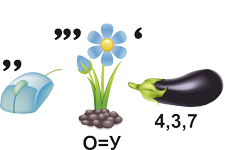 ,, ,,, ‘
4,3,7
О=У